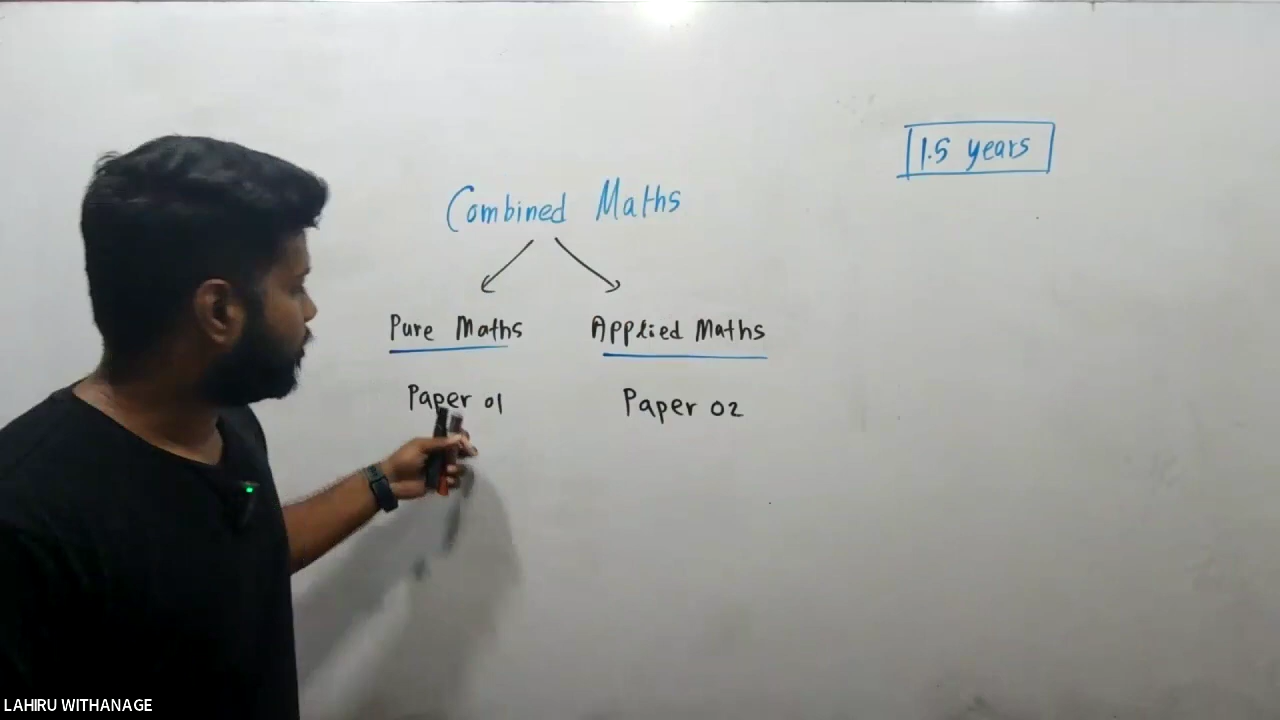 1.5 years
Combined Maths
Pure Maths Applied Maths
Paper 01 Paper 02
LAHIRU WITHANAGE